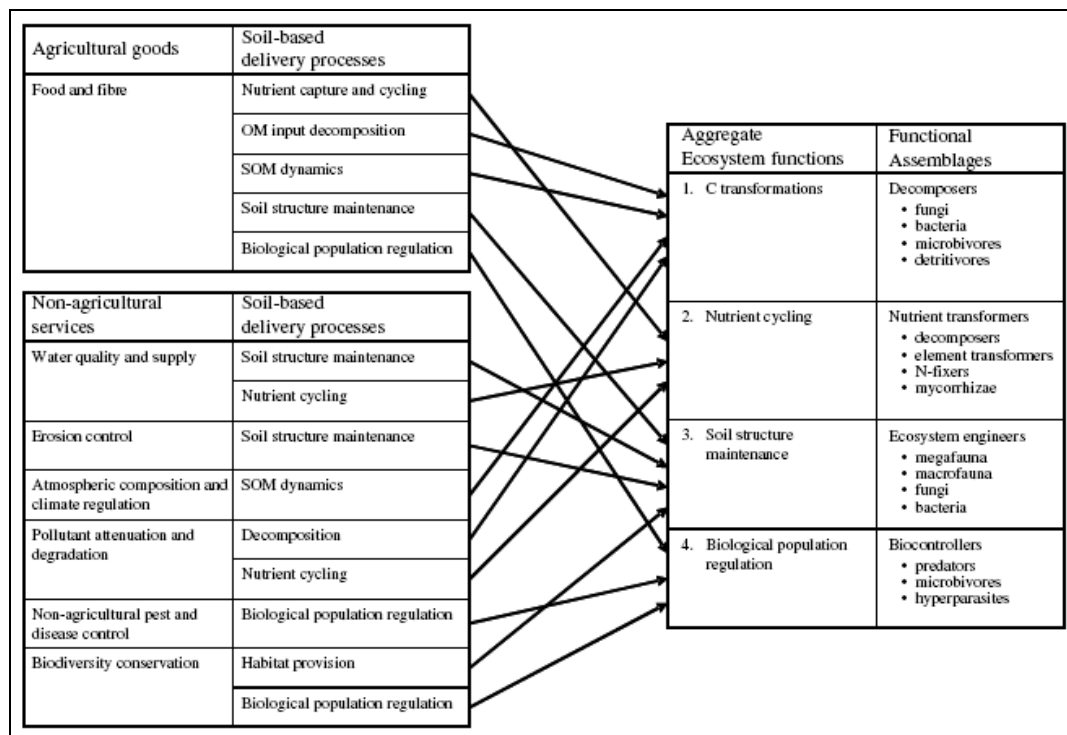 Agricultural goods
Soil-based
delivery processes
Food and fibre
Nutrient capture and cycling
OM input decomposition
SOM dynamics
Soil structure maintenance
Biological population regulation
Non-agricultural
services
Soil-based
delivery processes
Water quality and supply
Soil structure maintenance
Nutrient cycling
Erosion control
Soil structure maintenance
Atmospheric composition and
climate regulation
SOM dynamics
Pollutant attenuation and
degradation
Decomposition
Nutrient cycling
Non-agricultural pest and
disease control
Biological population regulation
Biodiversity conservation
Habitat provision
Biological population regulation
Aggregate
Ecosystem functions
Functional
Assemblages
1. C transformations
Decomposers
• fungi
• bacteria
• microbivores
• detritivores
2. Nutrient cycling
Nutrient transformers
• decomposers
• element transformers
• N-fixers
• mycorrhizae
3. Soil structure
maintenance
Ecosystem engineers
• megafauna
• macrofauna
• fungi
• bacteria
4. Biological population
regulation
Biocontrollers
• predators
• microbivores
• hyperparasites